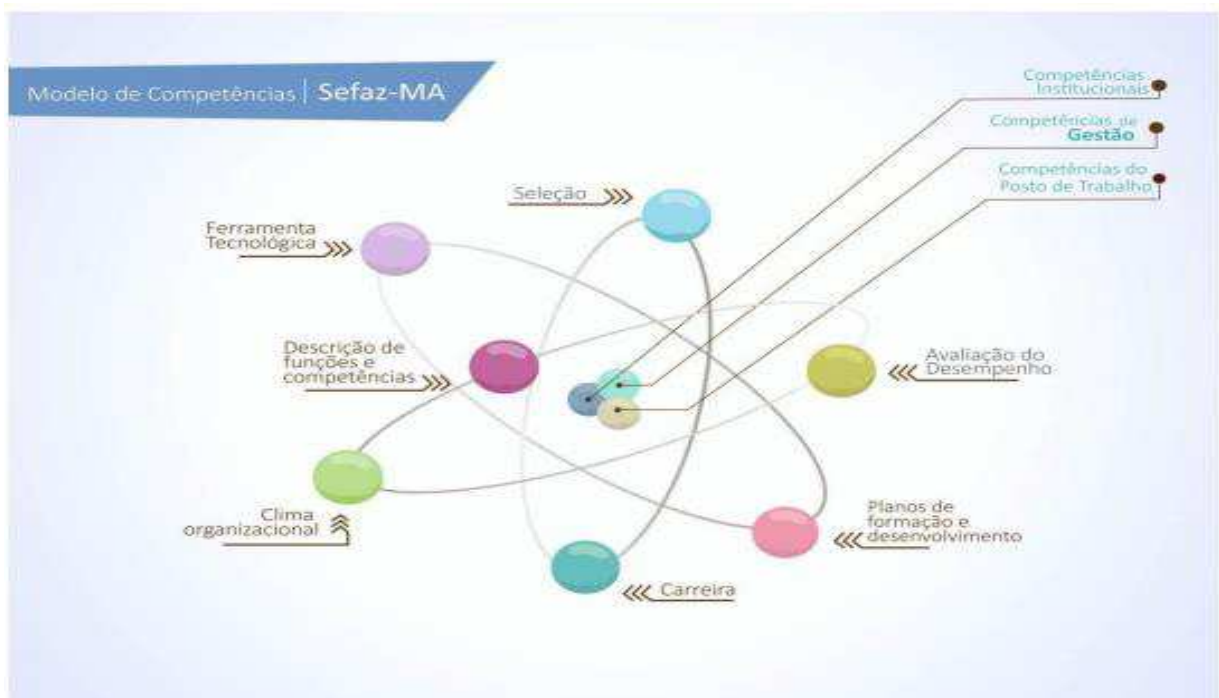 Modelo de Competências | Sefaz-MA
Competências
Institucionais
Competências de
Gestão
Competências do
Posto de Trabalho
Seleção
Ferramenta
Tecnológica
Descrição de
funções e
competências
Avaliação do
Desempenho
Clima
organizacional
Planos de
formação e
desenvolvimento
Carreira